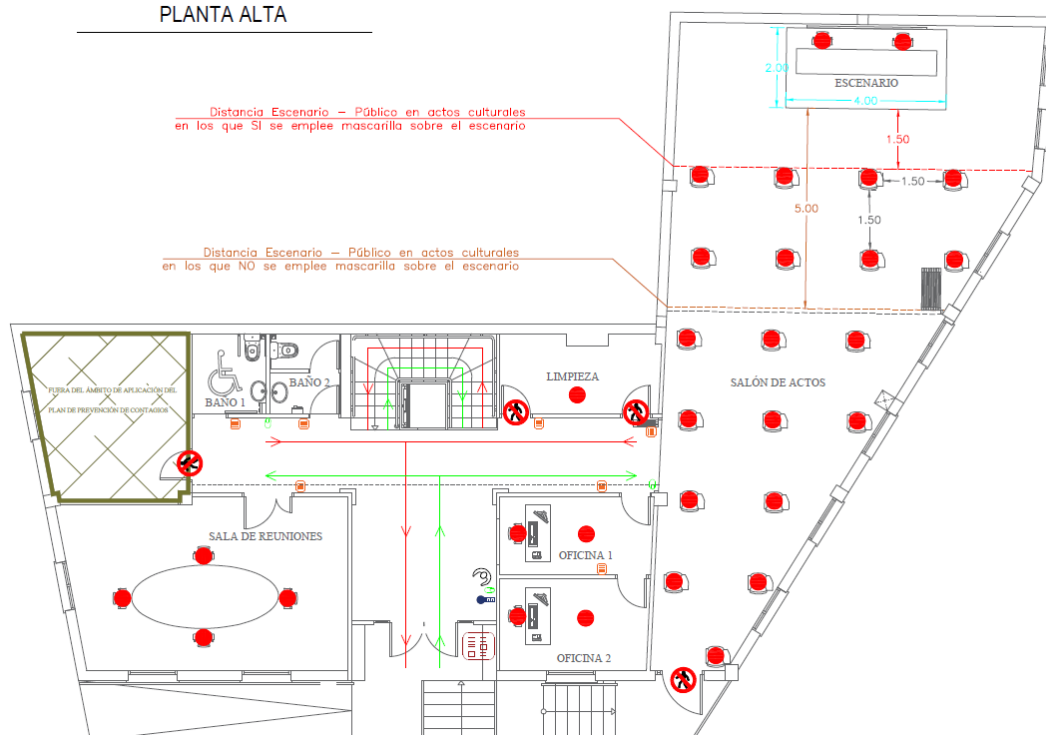 PLANTA ALTA
2.00
ESCENARIO
4.00
Distancia Escenario – Público en actos culturales
en los que SI se emplee mascarilla sobre el escenario
1.50
1.50
5.00
1.50
Distancia Escenario – Público en actos culturales
en los que NO se emplee mascarilla sobre el escenario
FUERA DEL ÁMBITO DE APLICACIÓN DEL
PLAN DE PREVENCIÓN DE CONTAGIOS
BAÑO 1
BAÑO 2
LIMPIEZA
SALÓN DE ACTOS
SALA DE REUNIONES
OFICINA 1
OFICINA 2